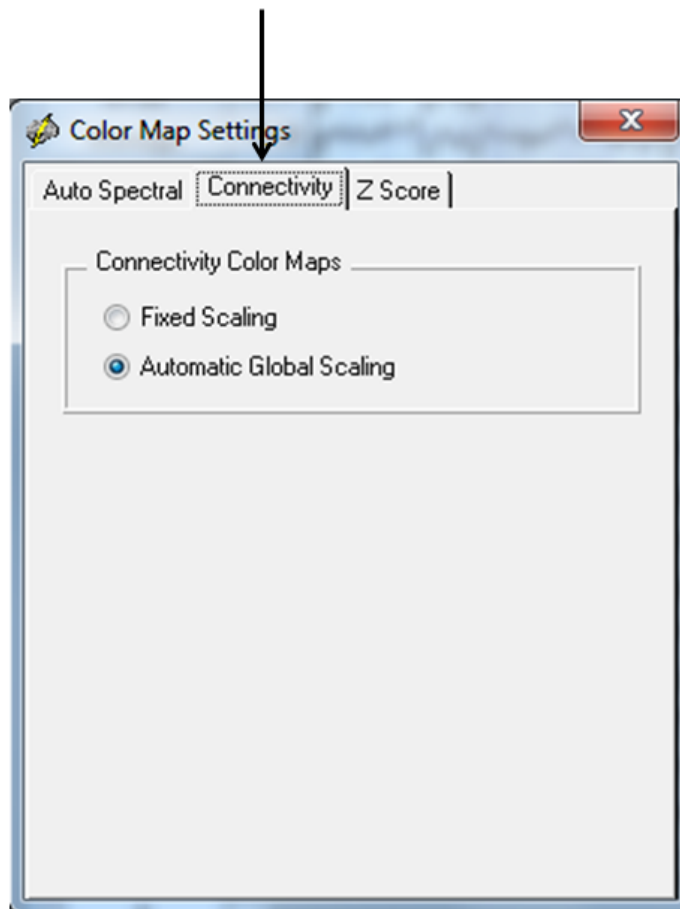 Color Map Settings
Auto Spectral Connectivity Z Score
Connectivity Color Maps
Fixed Scaling
Automatic Global Scaling